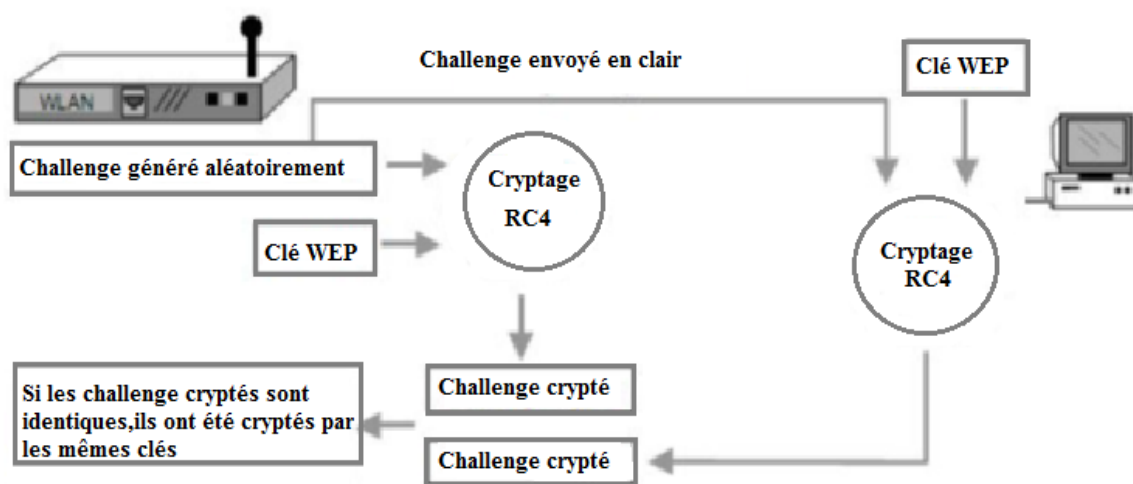 Challenge envoyé en clair
Clé WEP
WLAN
Challenge généré aléatoirement
Cryptage
RC4
Clé WEP
Cryptage
RC4
Challenge crypté
Si les challenge cryptés sont
identiques,ils ont été cryptés par
les mêmes clés
Challenge crypté